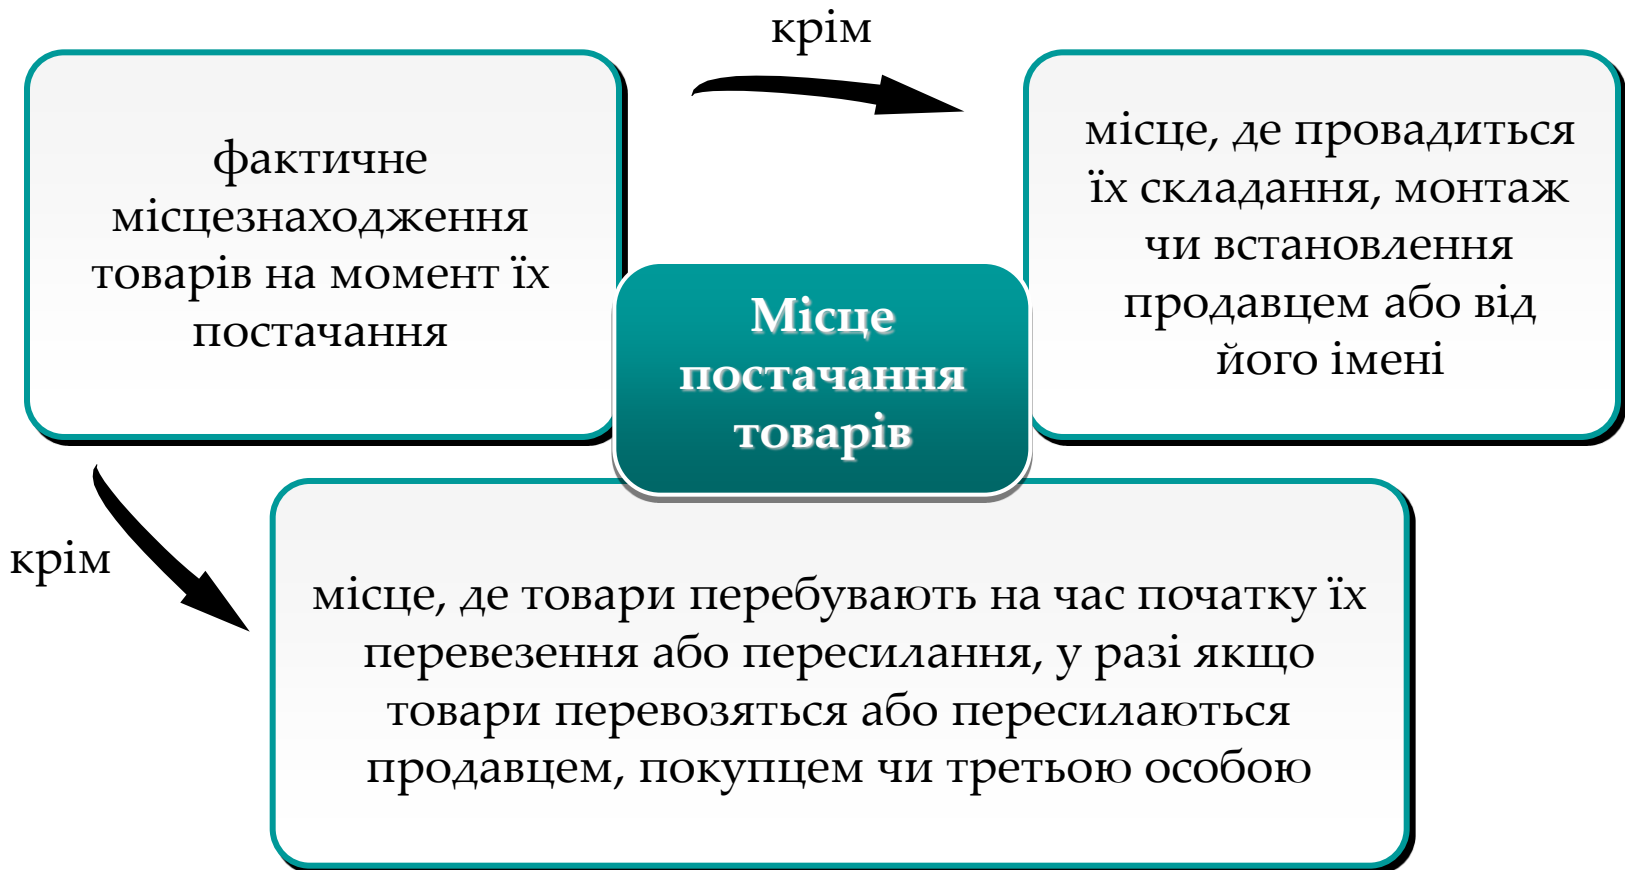 крім
фактичне
місцезнаходження
товарів на момент їх
постачання
місце, де провадиться
їх складання, монтаж
чи встановлення
продавцем або від
його імені
Місце
постачання
товарів
крім
місце, де товари перебувають на час початку їх
перевезення або пересилання, у разі якщо
товари перевозяться або пересилаються
продавцем, покупцем чи третьою особою